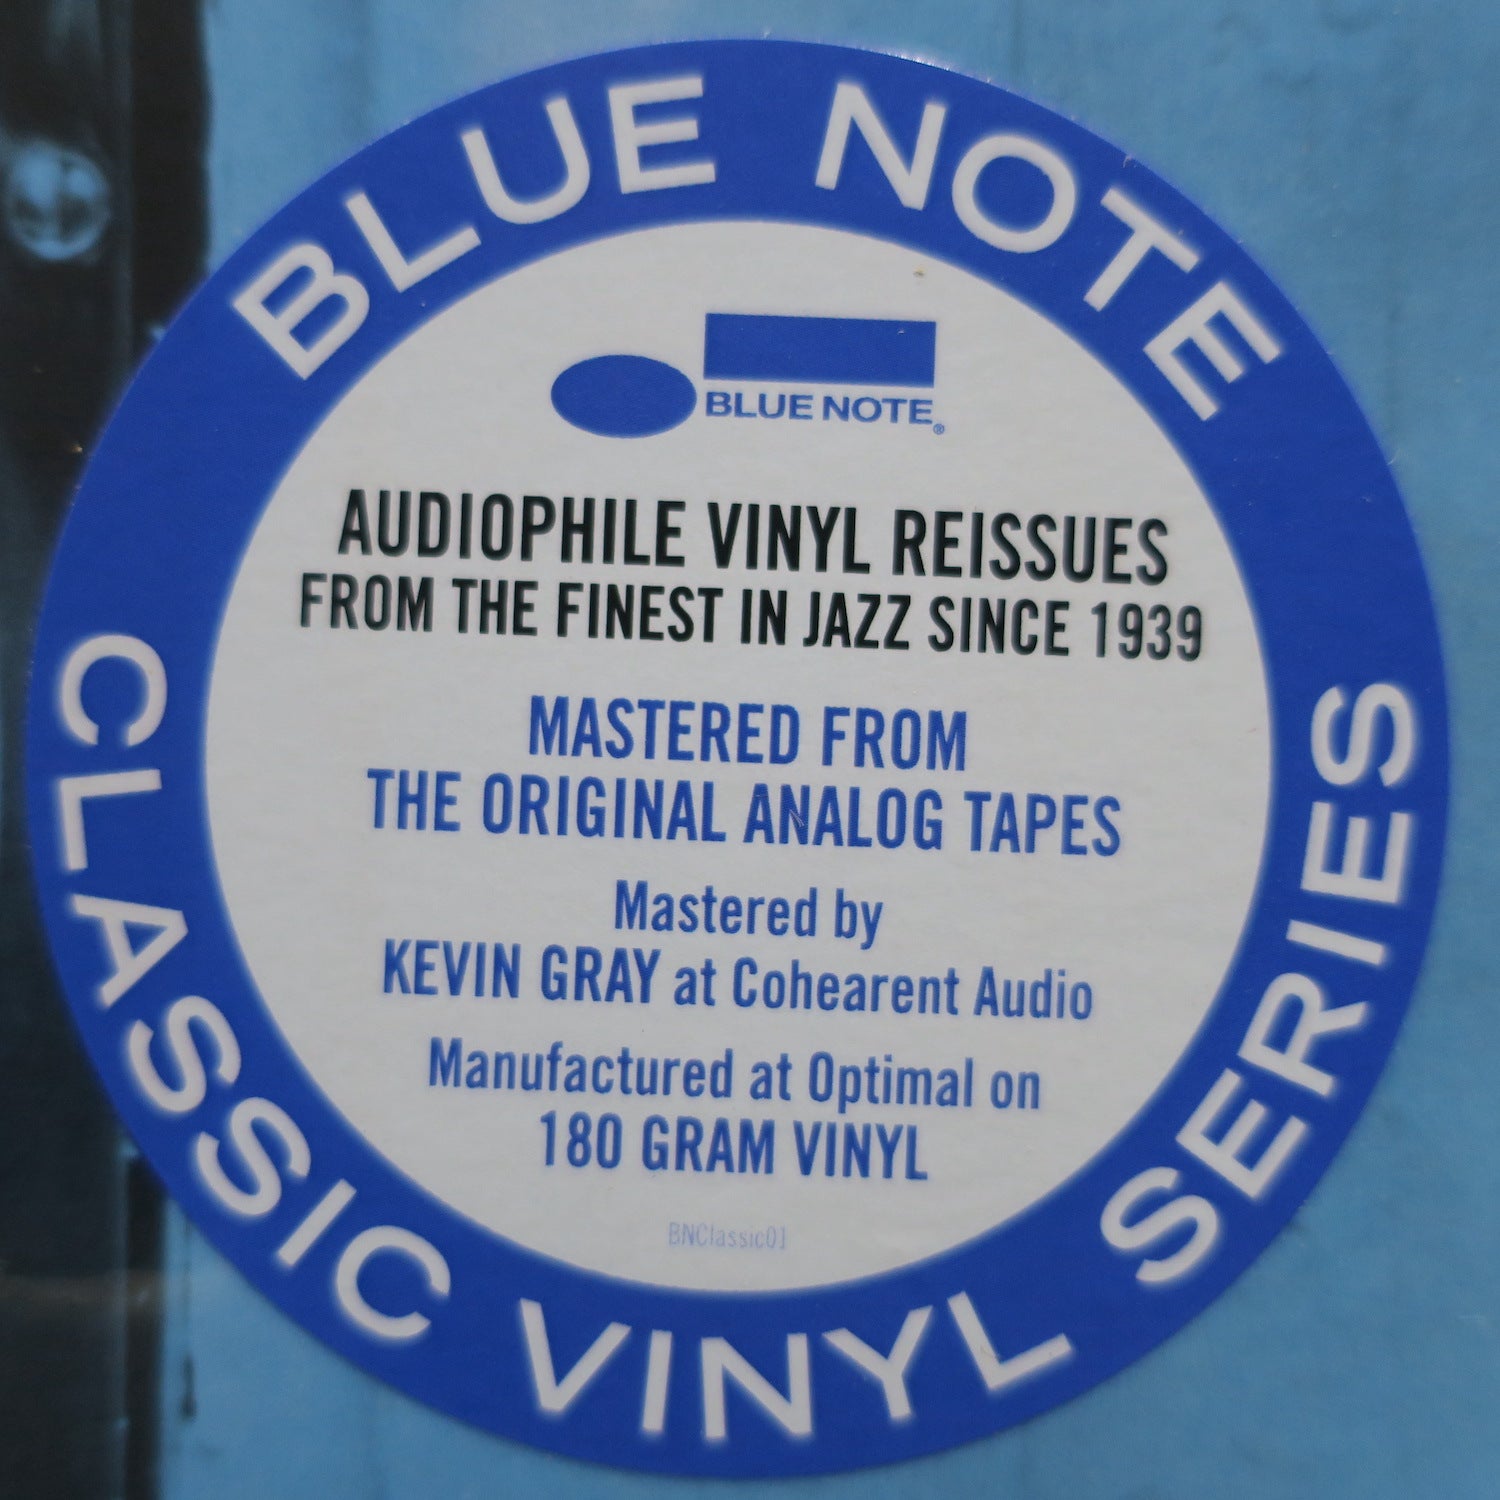 BLUE NOTE
BLUE NOTE®
AUDIOPHILE VINYL REISSUES
FROM THE FINEST IN JAZZ SINCE 1939
MASTERED FROM
THE ORIGINAL ANALOG TAPES
Mastered by
KEVIN GRAY at Cohearent Audio
Manufactured at Optimal on
180 GRAM VINYL
BNClassic01
CLASSIC VINYL SERIES